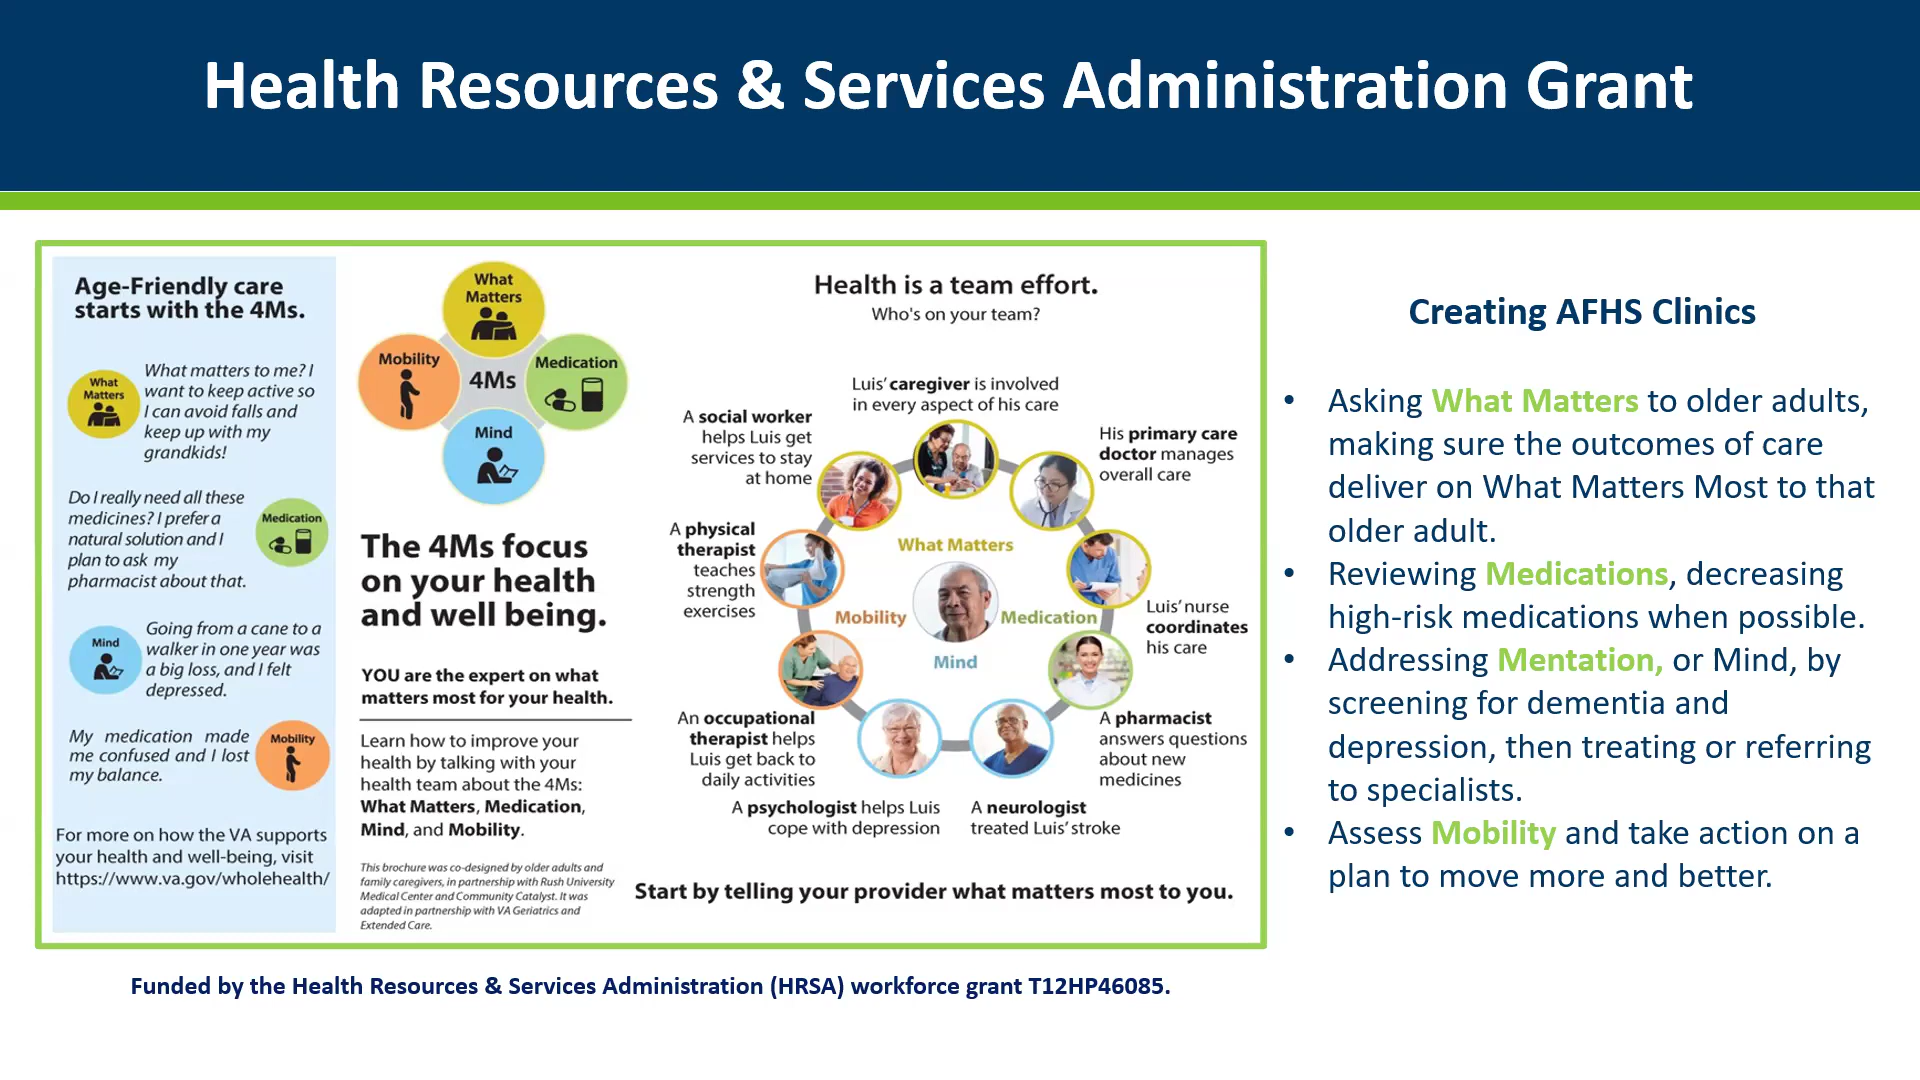 Health Resources & Services Administration Grant
Age-Friendly care
starts with the 4Ms.
What
Matters
What matters to me? I
want to keep active so
I can avoid falls and
keep up with my
grandkids!
Do I really need all these
medicines? I prefer a
natural solution and I
plan to ask my
pharmacist about that.
Medication
Mind
Going from a cane to a
walker in one year was
a big loss, and I felt
depressed.
My medication made
me confused and I lost
my balance.
Mobility
For more on how the VA supports
your health and well-being, visit
https://www.va.gov/wholehealth/
What
Matters
Mobility
4Ms
Medication
Mind
The 4Ms focus
on your health
and well being.
YOU are the expert on what
matters most for your health.
Learn how to improve your
health by talking with your
health team about the 4Ms:
What Matters, Medication,
Mind, and Mobility.
This brochure was co-designed by older adults and
family caregivers, in partnership with Rush University
Medical Center and Community Catalyst. It was
adapted in partnership with VA Geriatrics and
Extended Care.
Health is a team effort.
Who's on your team?
Luis' caregiver is involved
in every aspect of his care
A social worker
helps Luis get
services to stay
at home
His primary care
doctor manages
overall care
A physical
therapist
teaches
strength
exercises
What Matters
Mobility
Medication
Mind
Luis' nurse
coordinates
his care
An occupational
therapist helps
Luis get back to
daily activities
A pharmacist
answers questions
about new
medicines
A psychologist helps Luis
cope with depression
A neurologist
treated Luis' stroke
Start by telling your provider what matters most to you.
Creating AFHS Clinics
• Asking What Matters to older adults,
making sure the outcomes of care
deliver on What Matters Most to that
older adult.
• Reviewing Medications, decreasing
high-risk medications when possible.
• Addressing Mentation, or Mind, by
screening for dementia and
depression, then treating or referring
to specialists.
• Assess Mobility and take action on a
plan to move more and better.
Funded by the Health Resources & Services Administration (HRSA) workforce grant T12HP46085.